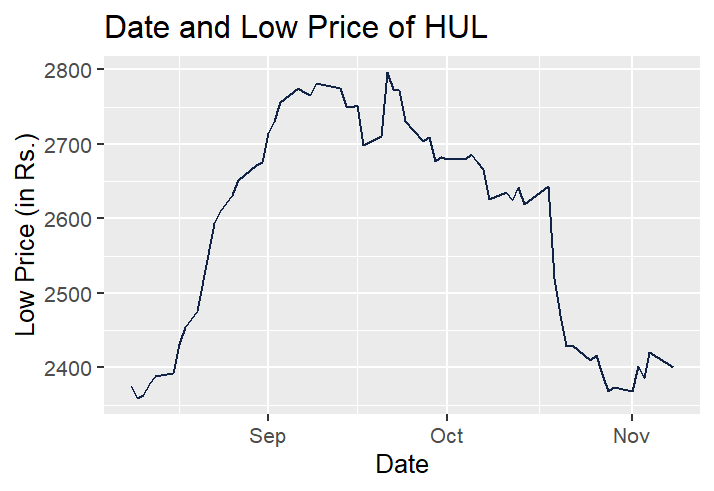 Date and Low Price of HUL
Low Price (in Rs.)
2800
2700
2600
2500
2400
Sep
Oct
Nov
Date